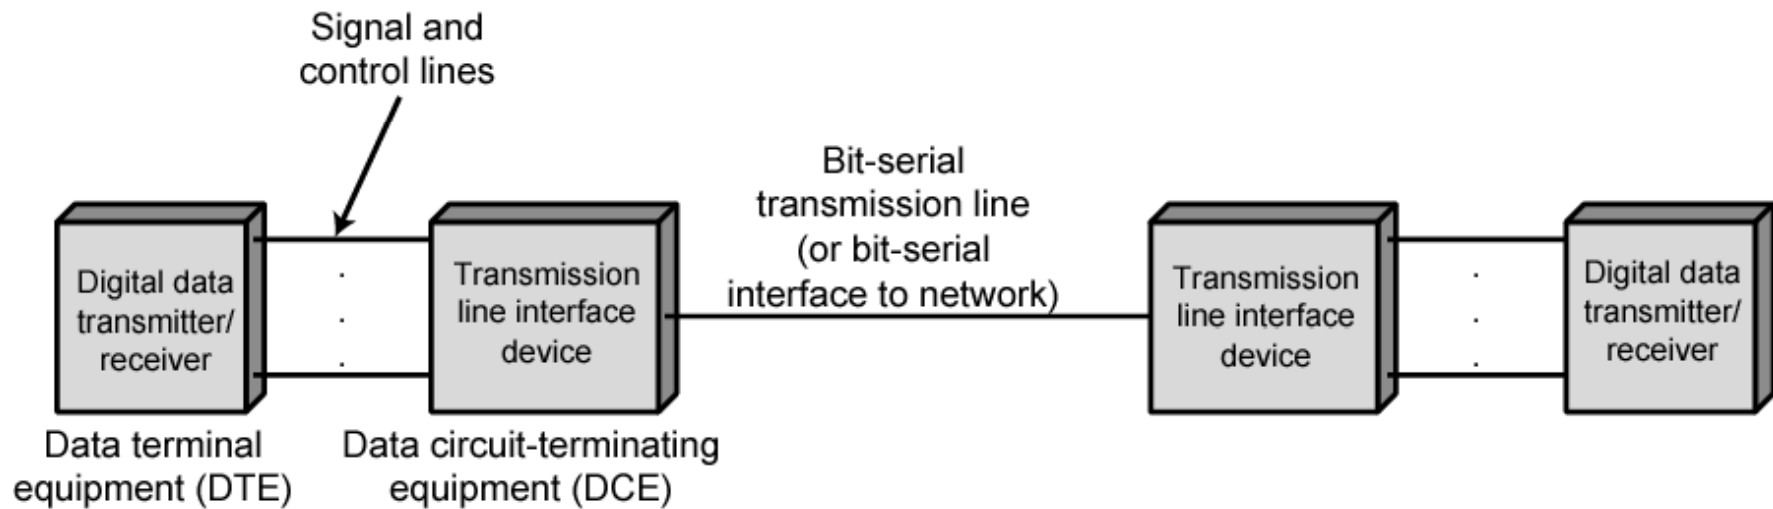 Signal and
control lines
Bit-serial
transmission line
(or bit-serial
interface to network)
Digital data
transmitter/
receiver
Transmission
line interface
device
Transmission
line interface
device
Digital data
transmitter/
receiver
Data terminal
equipment (DTE)
Data circuit-terminating
equipment (DCE)